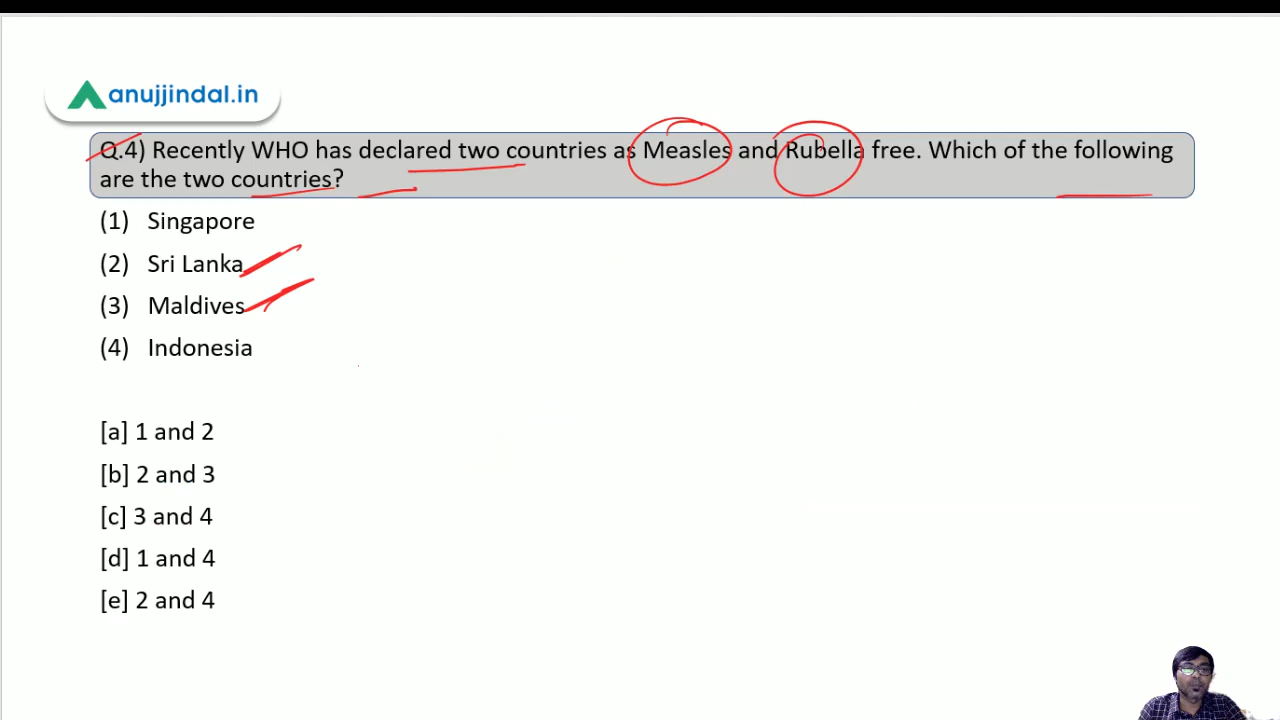 anujjindal.in
Q.4) Recently WHO has declared two countries as Measles and Rubella free. Which of the following
are the two countries?
(1) Singapore
(2) Sri Lanka
(3) Maldives
(4) Indonesia
[a] 1 and 2
[b] 2 and 3
[c] 3 and 4
[d] 1 and 4
[e] 2 and 4